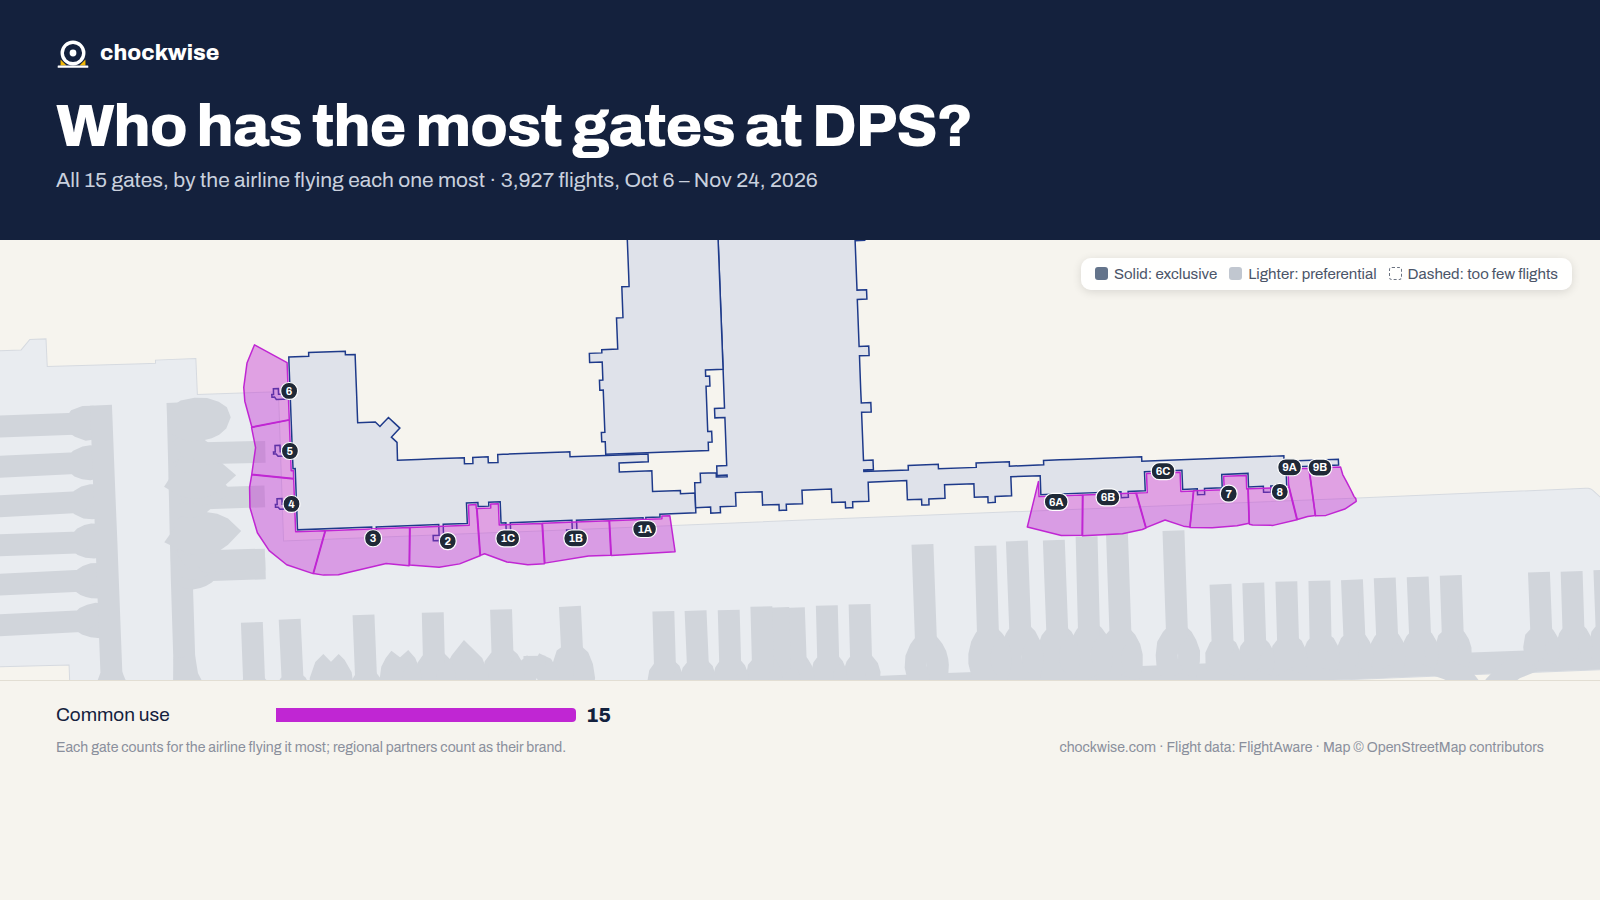 chockwise
Who has the most gates at DPS?
All 15 gates, by the airline flying each one most · 3,927 flights, Oct 6 – Nov 24, 2026
Solid: exclusive
Lighter: preferential
Dashed: too few flights
6
5
4
3
2
1C
1B
1A
6A
6B
6C
7
8
9A
9B
Common use
15
Each gate counts for the airline flying it most; regional partners count as their brand.
chockwise.com · Flight data: FlightAware · Map © OpenStreetMap contributors